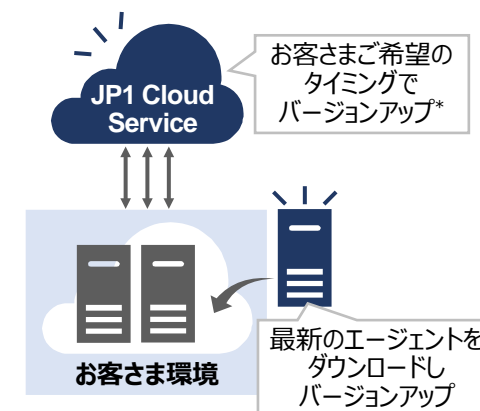 お客さまご希望の
タイミングで
バージョンアップ*
JP1 Cloud
Service
最新のエージェントを
ダウンロードし
バージョンアップ
お客さま環境